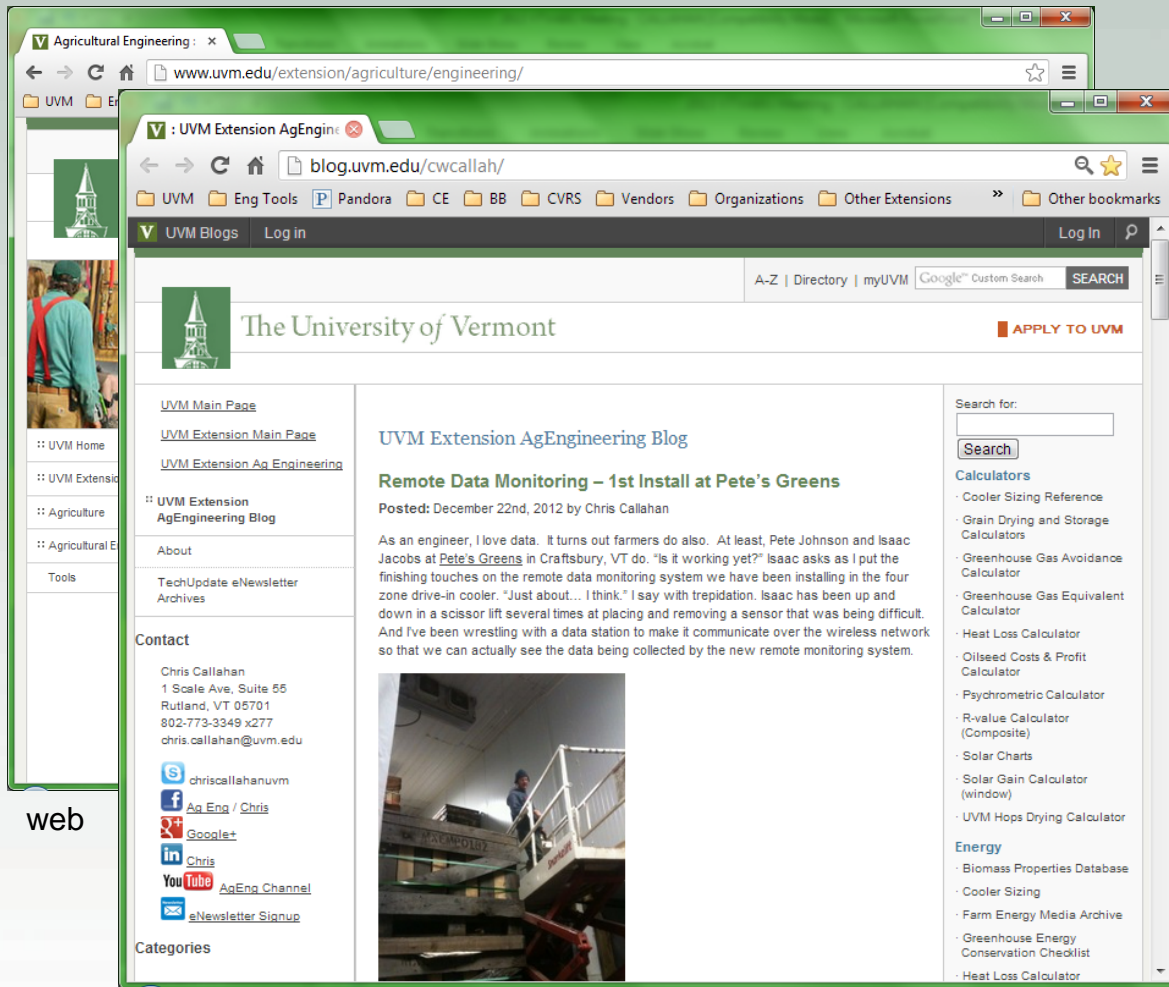 Agricultural Engineering :
www.uvm.edu/extension/agriculture/engineering/
UVM
:: UVM Home
:: UVM Extensio
:: Agriculture
:: Agricultural E
Tools
web
: UVM Extension AgEngine
blog.uvm.edu/cwcallah/
UVM Eng Tools Pandora CE BB CVRS Vendors Organizations Other Extensions » Other bookmarks
UVM Blogs Log in Log In
A-Z | Directory | myUVM Google™ Custom Search SEARCH
The University of Vermont
APPLY TO UVM
UVM Main Page
UVM Extension Main Page
UVM Extension Ag Engineering
:: UVM Extension
AgEngineering Blog
About
TechUpdate eNewsletter
Archives
Contact
Chris Callahan
1 Scale Ave, Suite 55
Rutland, VT 05701
802-773-3349 x277
chris.callahan@uvm.edu
chriscallahanuvm
Ag Eng / Chris
Google+
Chris
YouTube AgEng Channel
eNewsletter Signup
Categories
UVM Extension AgEngineering Blog
Remote Data Monitoring – 1st Install at Pete's Greens
Posted: December 22nd, 2012 by Chris Callahan
As an engineer, I love data. It turns out farmers do also. At least, Pete Johnson and Isaac
Jacobs at Pete's Greens in Craftsbury, VT do. "Is it working yet?" Isaac asks as I put the
finishing touches on the remote data monitoring system we have been installing in the four
zone drive-in cooler. "Just about… I think." I say with trepidation. Isaac has been up and
down in a scissor lift several times at placing and removing a sensor that was being difficult.
And I've been wrestling with a data station to make it communicate over the wireless network
so that we can actually see the data being collected by the new remote monitoring system.
Search for:
Search
Calculators
· Cooler Sizing Reference
· Grain Drying and Storage
Calculators
· Greenhouse Gas Avoidance
Calculator
· Greenhouse Gas Equivalent
Calculator
· Heat Loss Calculator
· Oilseed Costs & Profit
Calculator
· Psychrometric Calculator
· R-value Calculator
(Composite)
· Solar Charts
· Solar Gain Calculator
(window)
· UVM Hops Drying Calculator
Energy
· Biomass Properties Database
· Cooler Sizing
· Farm Energy Media Archive
· Greenhouse Energy
Conservation Checklist
· Heat Loss Calculator